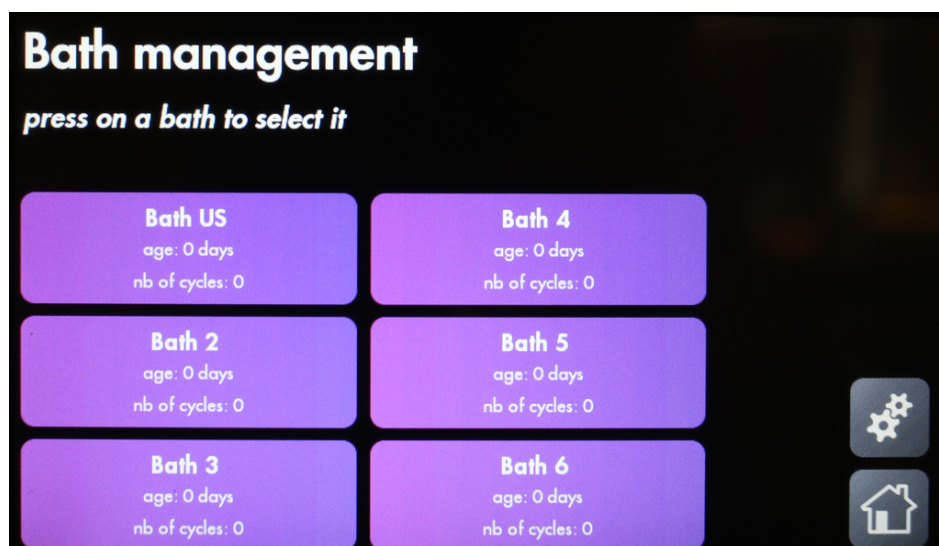 Bath management
press on a bath to select it
Bath US
age: 0 days
nb of cycles: 0
Bath 4
age: 0 days
nb of cycles: 0
Bath 2
age: 0 days
nb of cycles: 0
Bath 5
age: 0 days
nb of cycles: 0
Bath 3
age: 0 days
nb of cycles: 0
Bath 6
age: 0 days
nb of cycles: 0